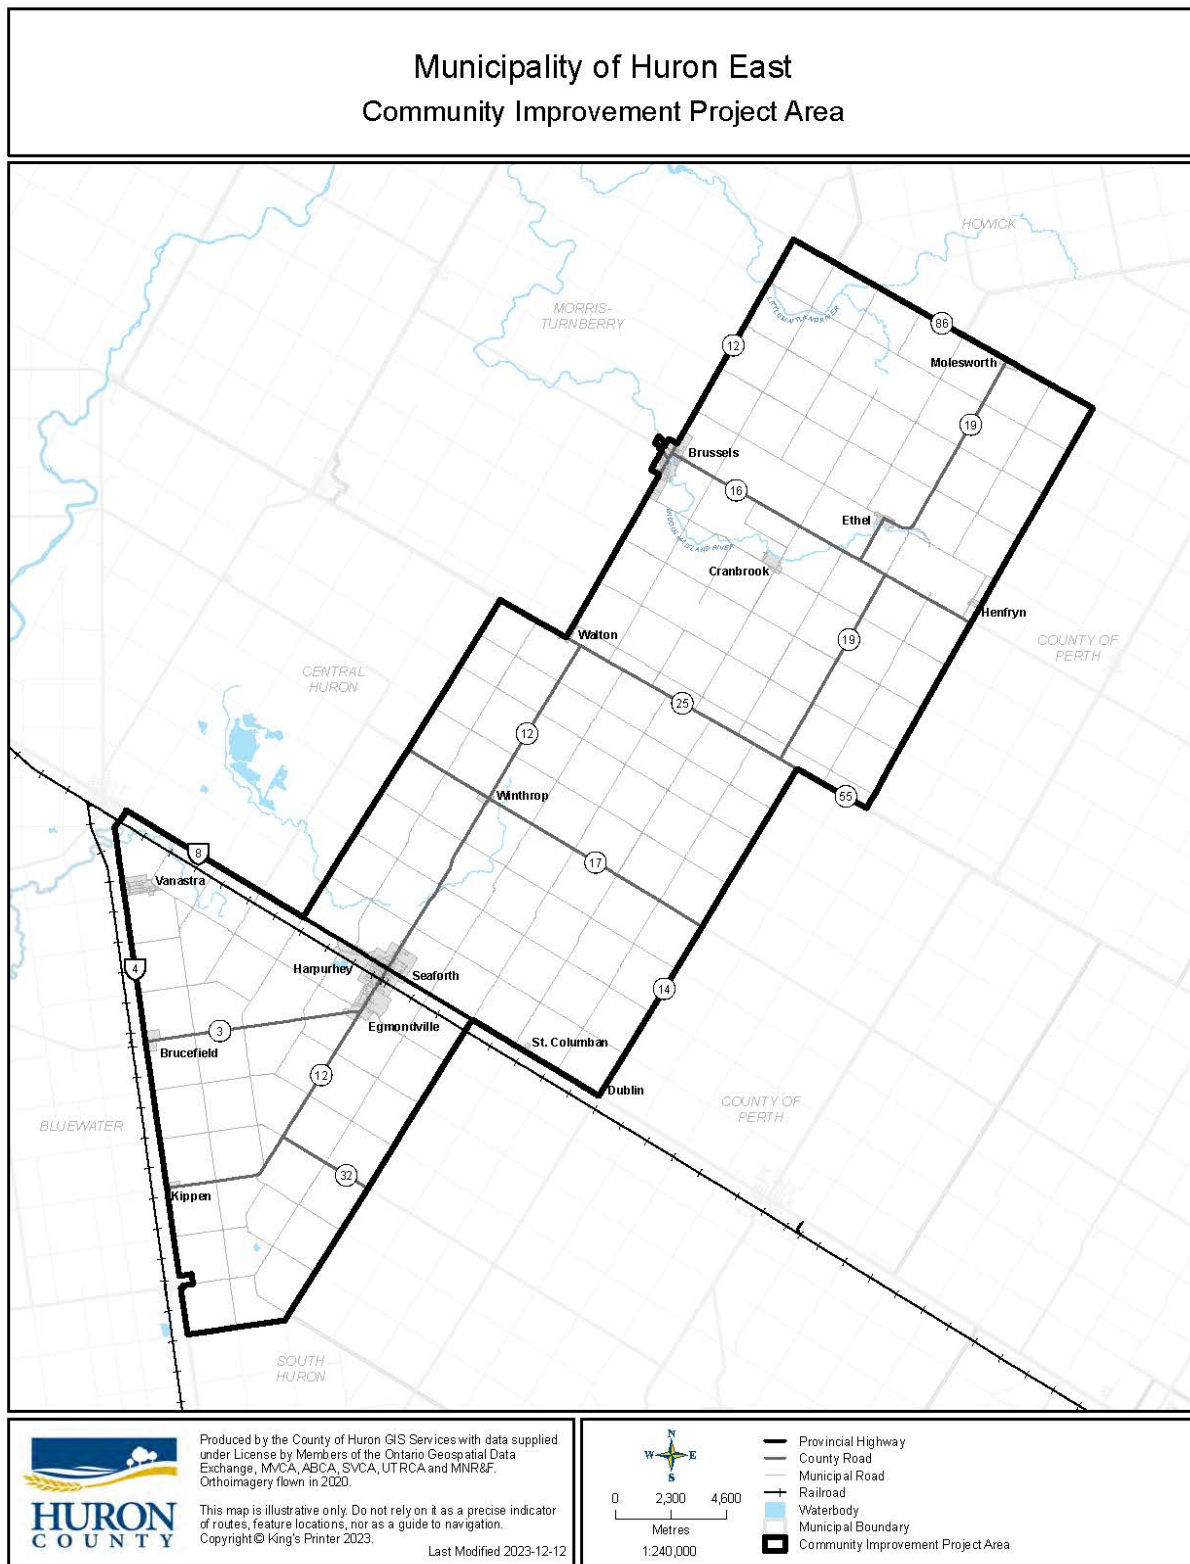 Municipality of Huron East
Community Improvement Project Area
HOWICK
MORRIS-
TURNBERRY
LITTLE MAITLAND RIVER
86
12
Molesworth
19
Brussels
16
Ethel
MIDDLE MAITLAND RIVER
Cranbrook
Henfryn
Walton
19
COUNTY OF
PERTH
CENTRAL
HURON
25
12
Winthrop
55
8
17
Vanastra
4
Harpurhey
Seaforth
14
Egmondville
3
St. Columban
Brucefield
12
Dublin
COUNTY OF
PERTH
BLUEWATER
32
Kippen
SOUTH
HURON
HURON
COUNTY
Produced by the County of Huron GIS Services with data supplied
under License by Members of the Ontario Geospatial Data
Exchange, MVCA, ABCA, SVCA, UTRCA and MNR&F.
Orthoimagery flown in 2020.
This map is illustrative only. Do not rely on it as a precise indicator
of routes, feature locations, nor as a guide to navigation.
Copyright © King's Printer 2023.
Last Modified 2023-12-12
N
W E
S
0 2,300 4,600
Metres
1:240,000
Provincial Highway
County Road
Municipal Road
Railroad
Waterbody
Municipal Boundary
Community Improvement Project Area